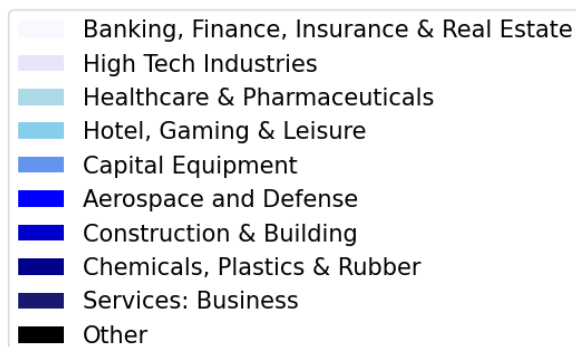 Banking, Finance, Insurance & Real Estate
High Tech Industries
Healthcare & Pharmaceuticals
Hotel, Gaming & Leisure
Capital Equipment
Aerospace and Defense
Construction & Building
Chemicals, Plastics & Rubber
Services: Business
Other